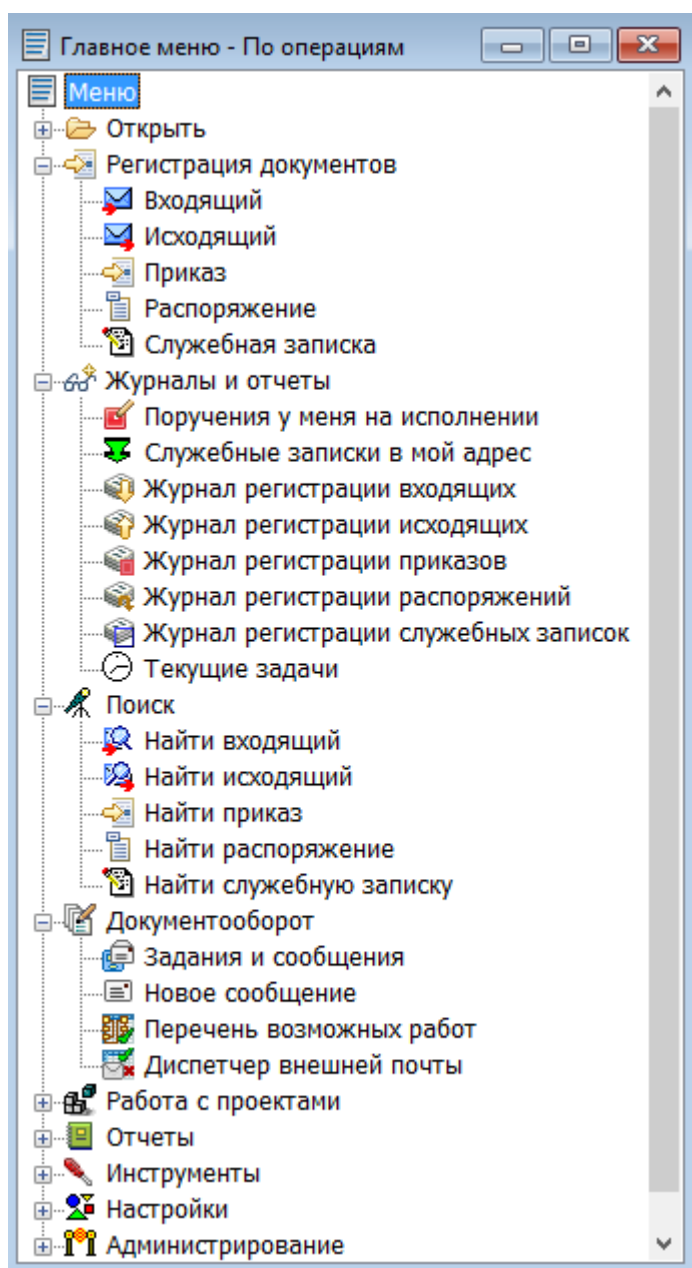 Главное меню - По операциям
Меню
Открыть
Регистрация документов
Входящий
Исходящий
Приказ
Распоряжение
Служебная записка
Журналы и отчеты
Поручения у меня на исполнении
Служебные записки в мой адрес
Журнал регистрации входящих
Журнал регистрации исходящих
Журнал регистрации приказов
Журнал регистрации распоряжений
Журнал регистрации служебных записок
Текущие задачи
Поиск
Найти входящий
Найти исходящий
Найти приказ
Найти распоряжение
Найти служебную записку
Документооборот
Задания и сообщения
Новое сообщение
Перечень возможных работ
Диспетчер внешней почты
Работа с проектами
Отчеты
Инструменты
Настройки
Администрирование